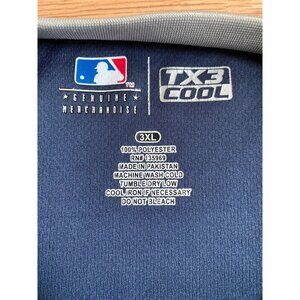 GENUINE
MERCHANDISE
TX3
COOL
3XL
100% POLYESTER
RN# 135969
MADE IN PAKISTAN
MACHINE WASH COLD
TUMBLE DRY LOW
COOL IRON IF NECESSARY
DO NOT BLEACH